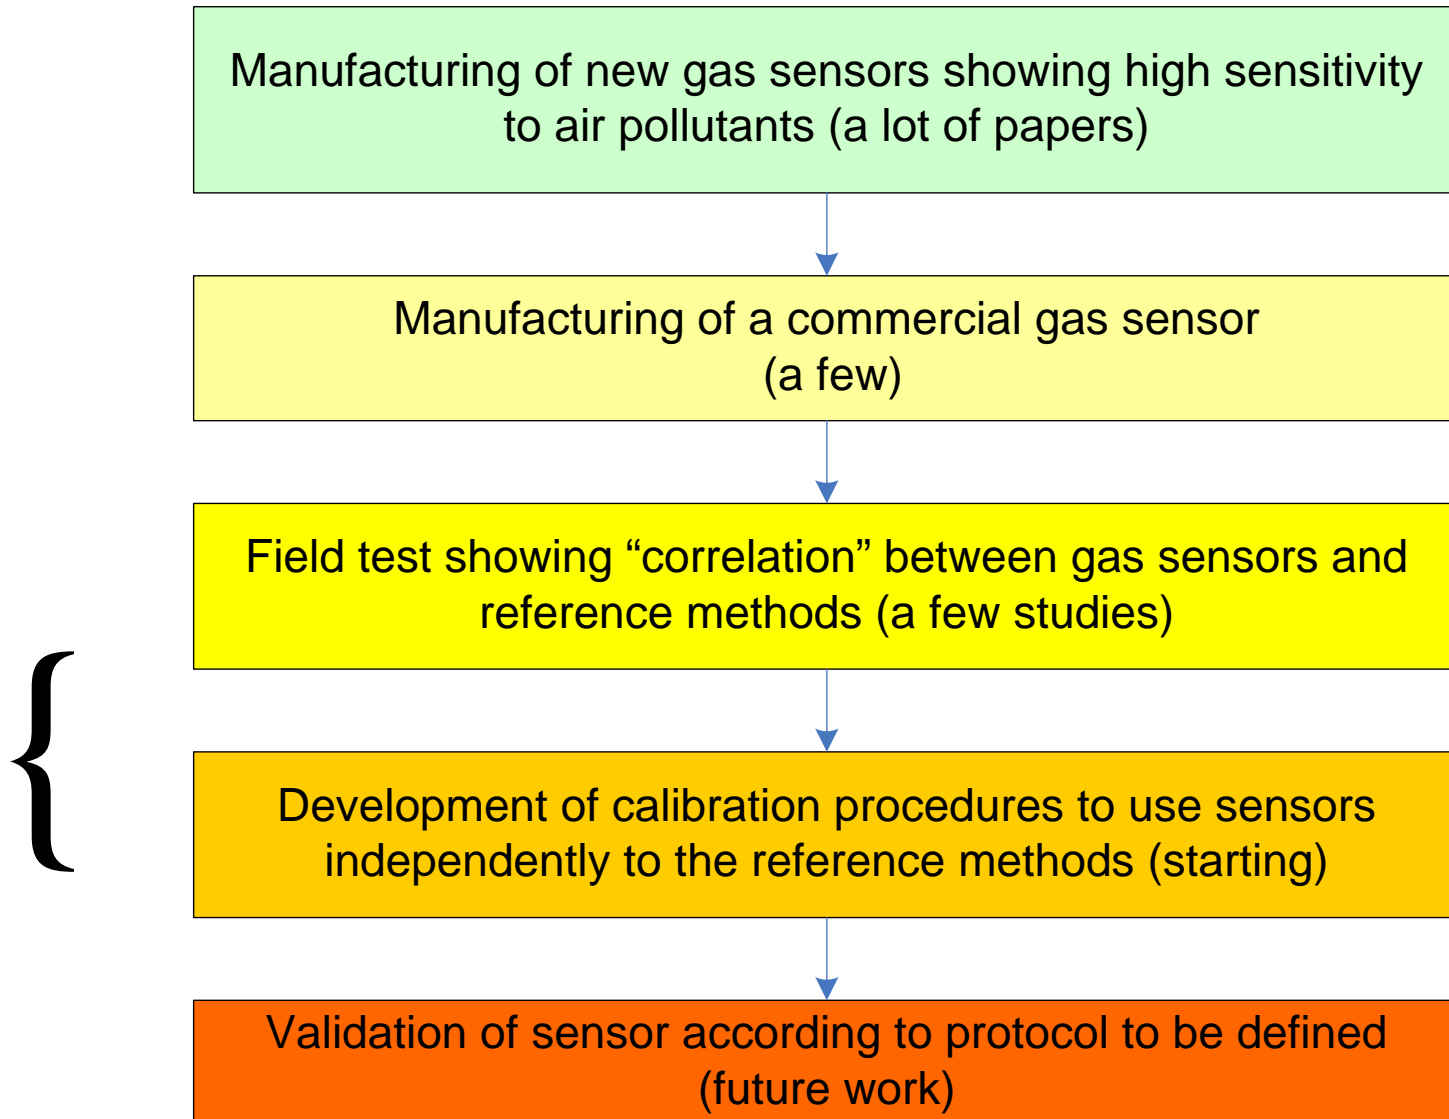 Manufacturing of new gas sensors showing high sensitivity
to air pollutants (a lot of papers)
Manufacturing of a commercial gas sensor
(a few)
Field test showing “correlation” between gas sensors and
reference methods (a few studies)
{
Development of calibration procedures to use sensors
independently to the reference methods (starting)
Validation of sensor according to protocol to be defined
(future work)